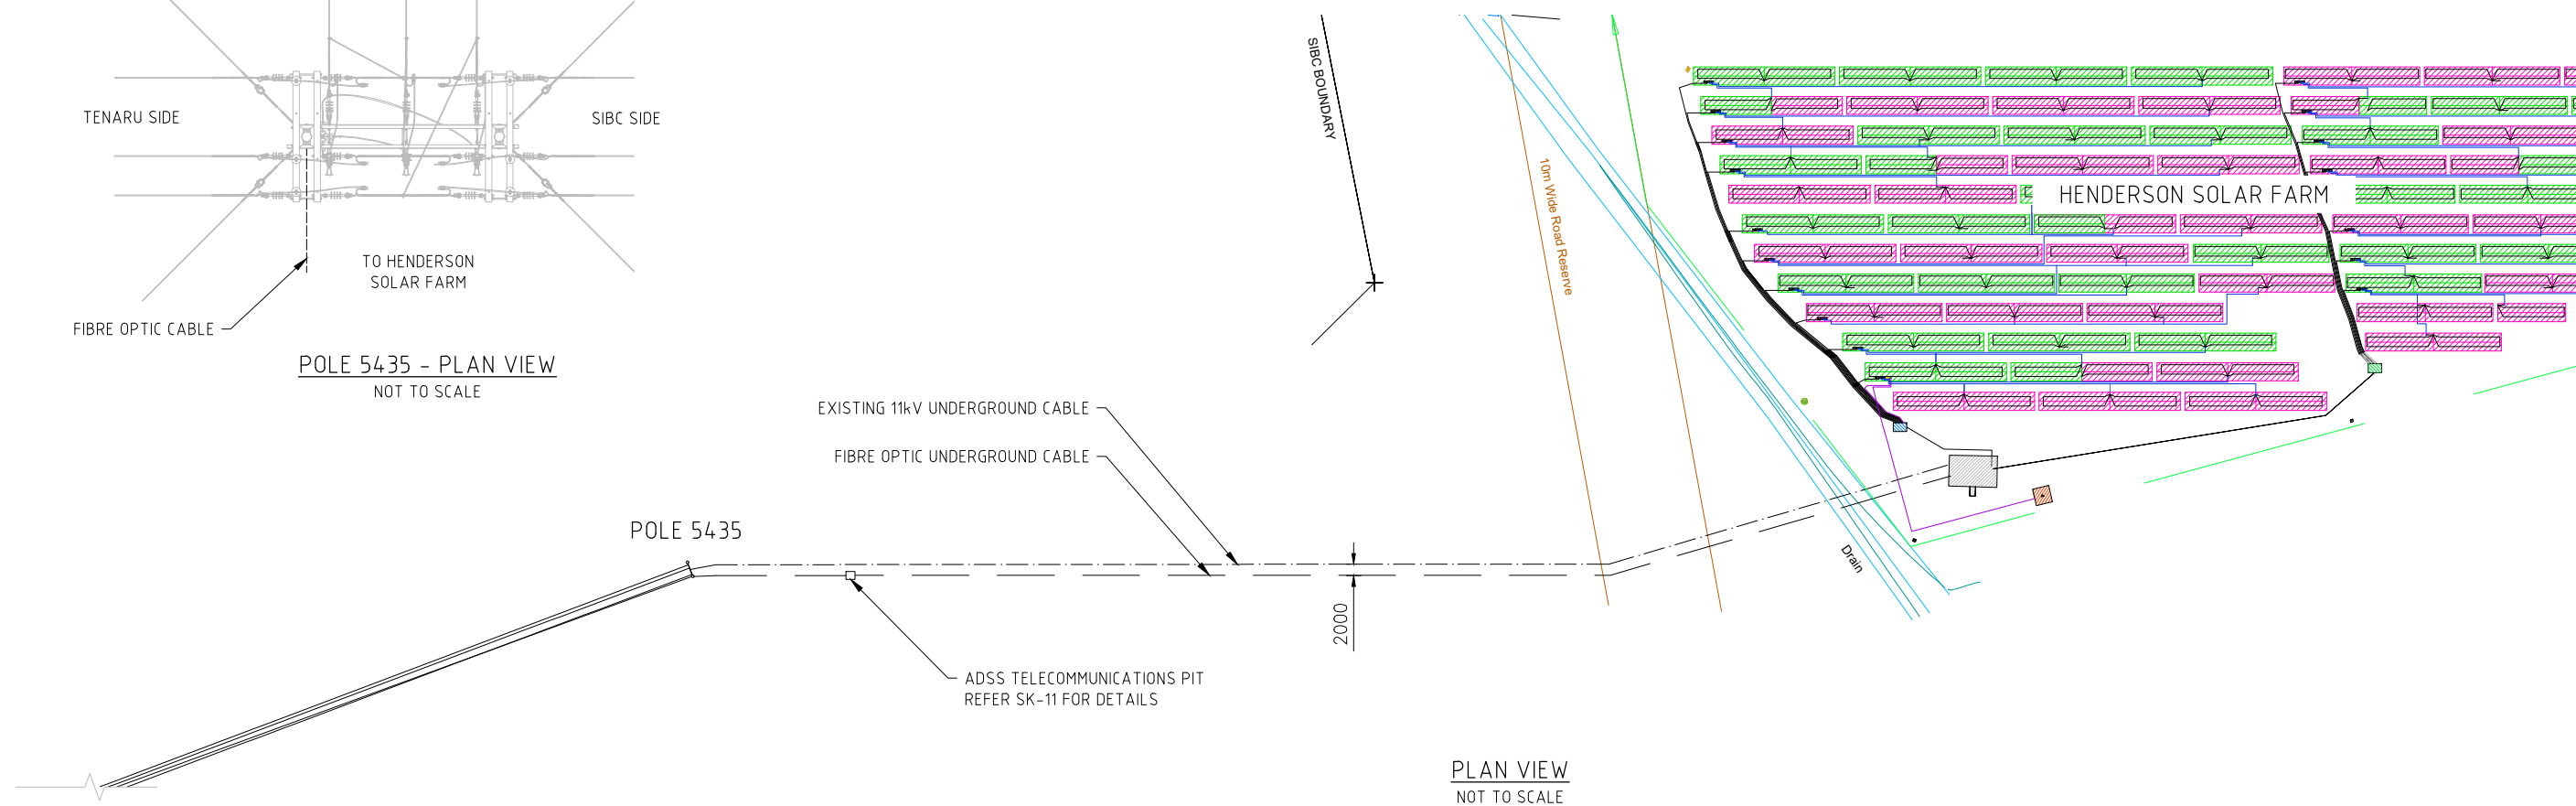 TENARU SIDE
SIBC SIDE
TO HENDERSON
SOLAR FARM
FIBRE OPTIC CABLE
POLE 5435 - PLAN VIEW
NOT TO SCALE
SIBC BOUNDARY
10m Wide Road Reserve
HENDERSON SOLAR FARM
EXISTING 11kV UNDERGROUND CABLE
FIBRE OPTIC UNDERGROUND CABLE
POLE 5435
Drain
2000
ADSS TELECOMMUNICATIONS PIT
REFER SK-11 FOR DETAILS
PLAN VIEW
NOT TO SCALE